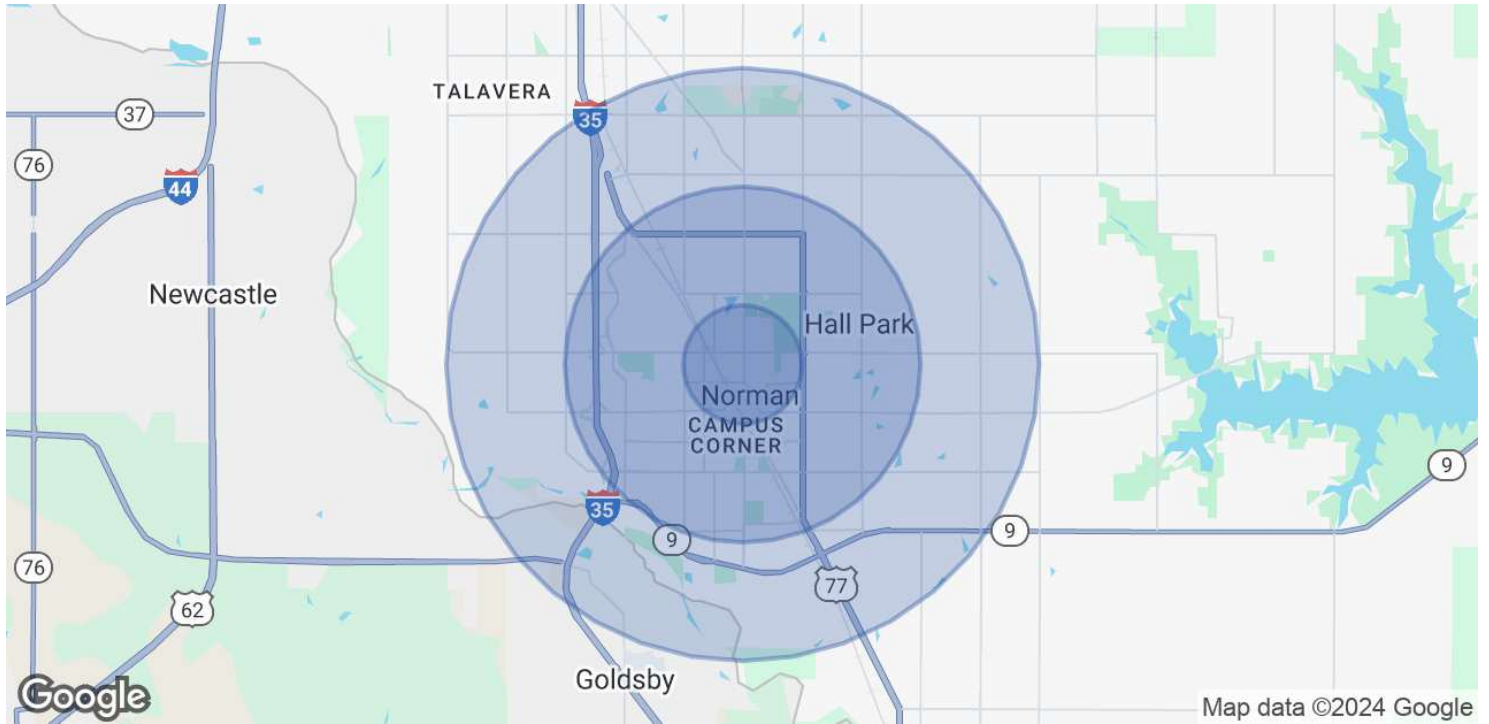 TALAVERA
37
35
76
44
Newcastle
Hall Park
Norman
CAMPUS
CORNER
9
35
9
9
76
77
62
Goldsby
Google
Map data ©2024 Google